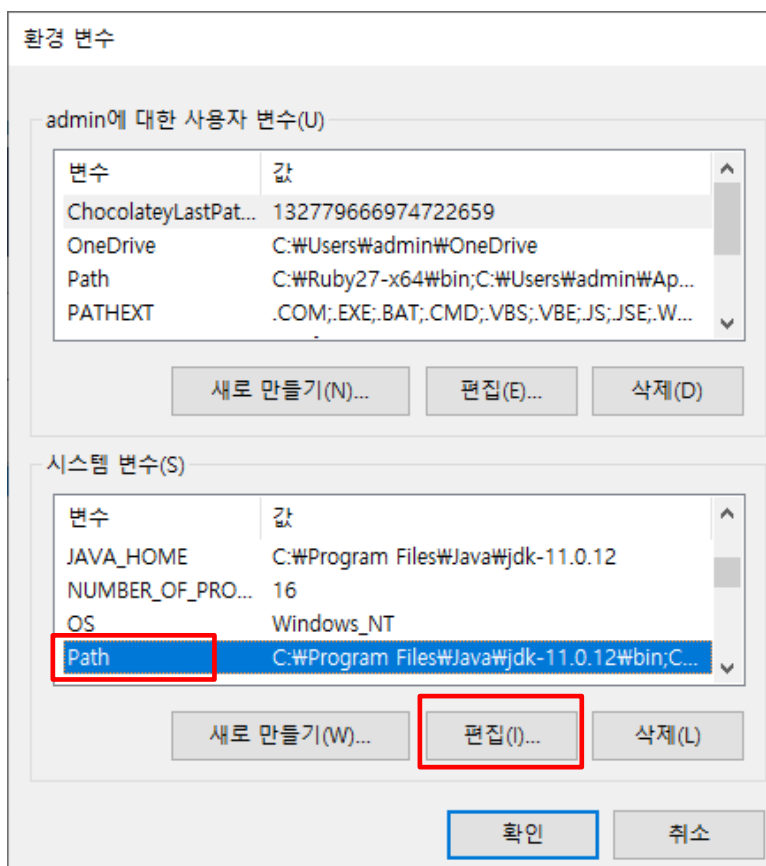 환경 변수
admin에 대한 사용자 변수(U)
변수 값
ChocolateyLastPat... 132779666974722659
OneDrive C:₩Users₩admin₩OneDrive
Path C:₩Ruby27-x64₩bin;C:₩Users₩admin₩Ap...
PATHEXT .COM;.EXE;.BAT;.CMD;.VBS;.VBE;.JS;.JSE;.W...
새로 만들기(N)... 편집(E)... 삭제(D)
시스템 변수(S)
변수 값
JAVA_HOME C:₩Program Files₩Java₩jdk-11.0.12
NUMBER_OF_PRO... 16
OS Windows_NT
Path C:₩Program Files₩Java₩jdk-11.0.12₩bin;C...
새로 만들기(W)... 편집(I)... 삭제(L)
확인 취소